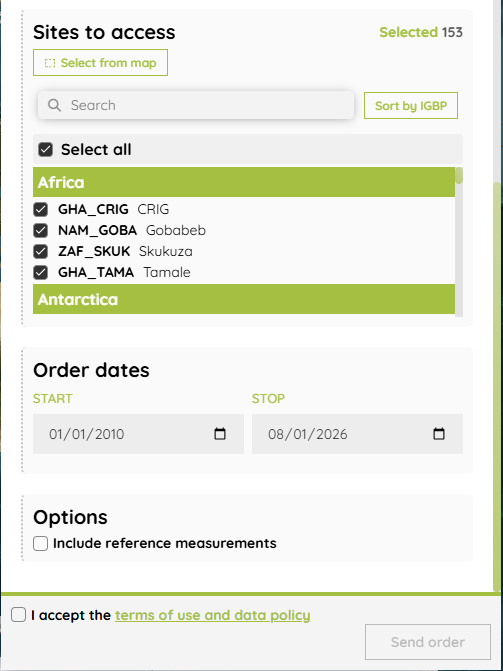 Sites to access
Selected 153
Select from map
Search
Sort by IGBP
Select all
Africa
GHA_CRIG CRIG
NAM_GOBA Gobabeb
ZAF_SKUK Skukuza
GHA_TAMA Tamale
Antarctica
Order dates
START STOP
01/01/2010 08/01/2026
Options
Include reference measurements
I accept the terms of use and data policy
Send order